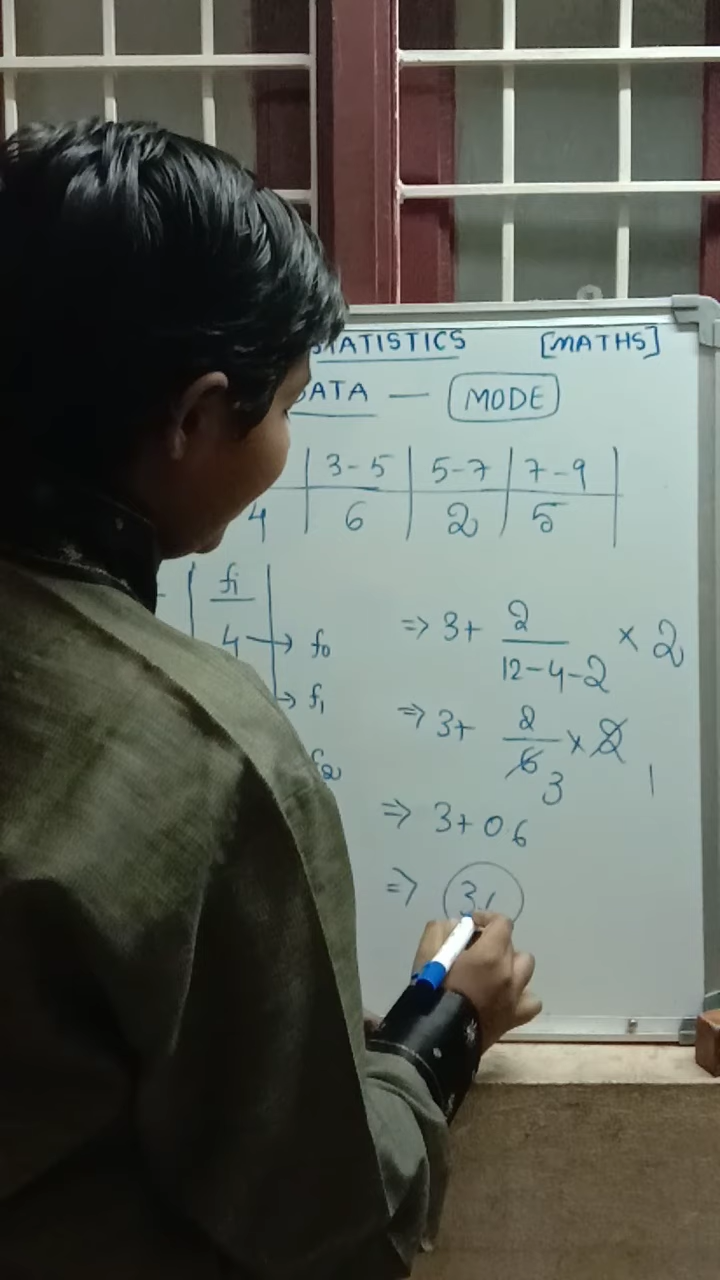 STATISTICS [MATHS]
DATA — MODE
3-5 | 5-7 | 7-9
4 | 6 | 2 | 5
fi
4 → f0
→ f1
f2
⇒ 3+ 2/(12-4-2) × 2
⇒ 3+ 2/6 × 2
3 1
⇒ 3+0.6
⇒ 3.